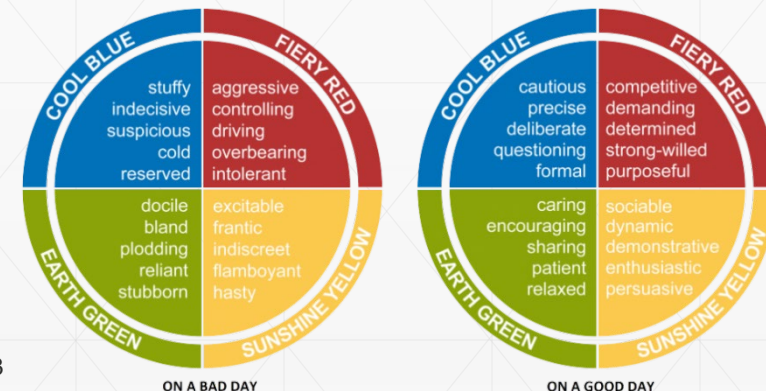 COOL BLUE
FIERY RED
stuffy
indecisive
suspicious
cold
reserved
aggressive
controlling
driving
overbearing
intolerant
docile
bland
plodding
reliant
stubborn
excitable
frantic
indiscreet
flamboyant
hasty
EARTH GREEN
SUNSHINE YELLOW
ON A BAD DAY
COOL BLUE
FIERY RED
cautious
precise
deliberate
questioning
formal
competitive
demanding
determined
strong-willed
purposeful
caring
encouraging
sharing
patient
relaxed
sociable
dynamic
demonstrative
enthusiastic
persuasive
EARTH GREEN
SUNSHINE YELLOW
ON A GOOD DAY